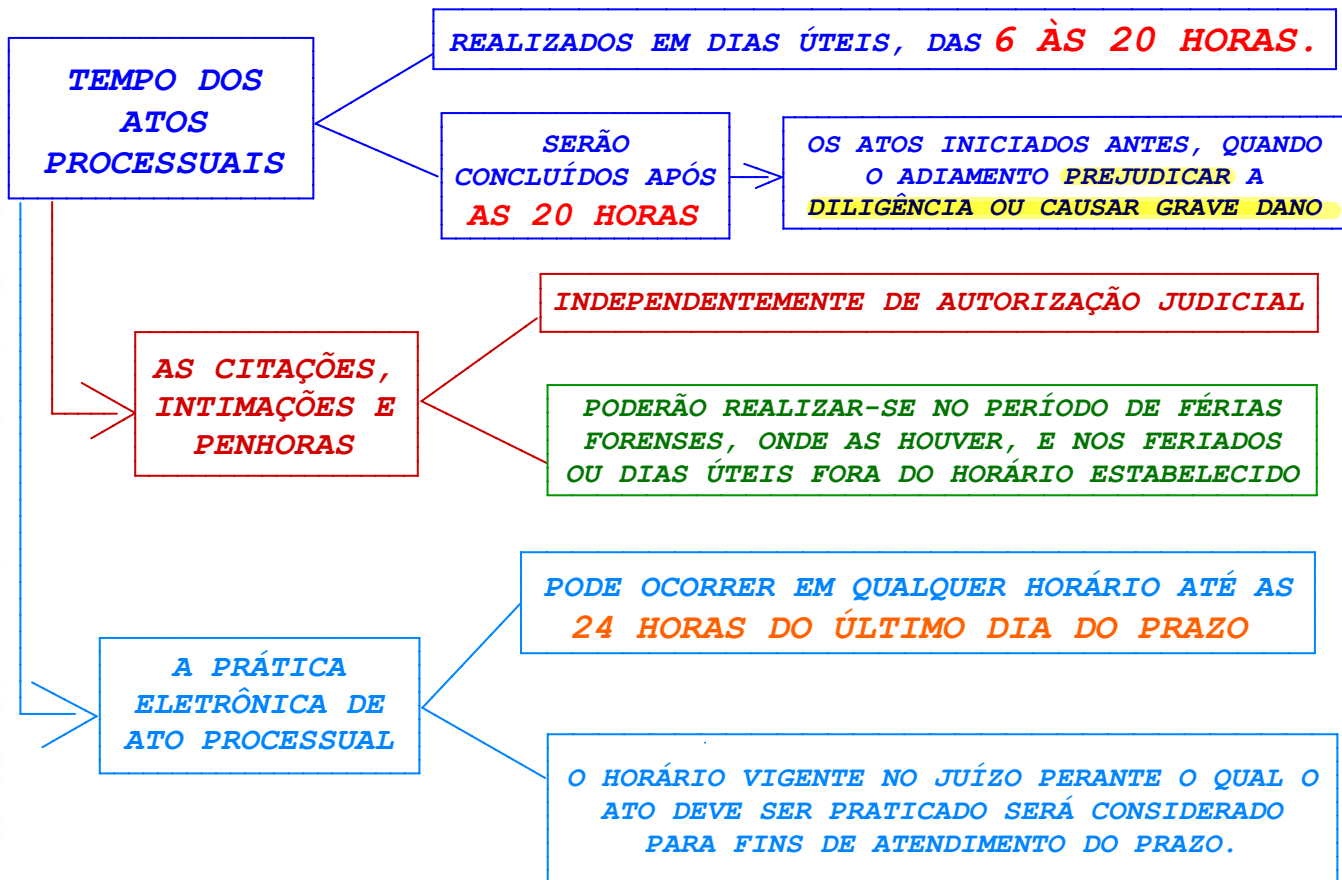 REALIZADOS EM DIAS ÚTEIS, DAS 6 ÀS 20 HORAS.
TEMPO DOS
ATOS
PROCESSUAIS
SERÃO
CONCLUÍDOS APÓS
AS 20 HORAS
OS ATOS INICIADOS ANTES, QUANDO
O ADIAMENTO PREJUDICAR A
DILIGÊNCIA OU CAUSAR GRAVE DANO
INDEPENDENTEMENTE DE AUTORIZAÇÃO JUDICIAL
AS CITAÇÕES,
INTIMAÇÕES E
PENHORAS
PODERÃO REALIZAR-SE NO PERÍODO DE FÉRIAS
FORENSES, ONDE AS HOUVER, E NOS FERIADOS
OU DIAS ÚTEIS FORA DO HORÁRIO ESTABELECIDO
PODE OCORRER EM QUALQUER HORÁRIO ATÉ AS
24 HORAS DO ÚLTIMO DIA DO PRAZO
A PRÁTICA
ELETRÔNICA DE
ATO PROCESSUAL
O HORÁRIO VIGENTE NO JUÍZO PERANTE O QUAL O
ATO DEVE SER PRATICADO SERÁ CONSIDERADO
PARA FINS DE ATENDIMENTO DO PRAZO.